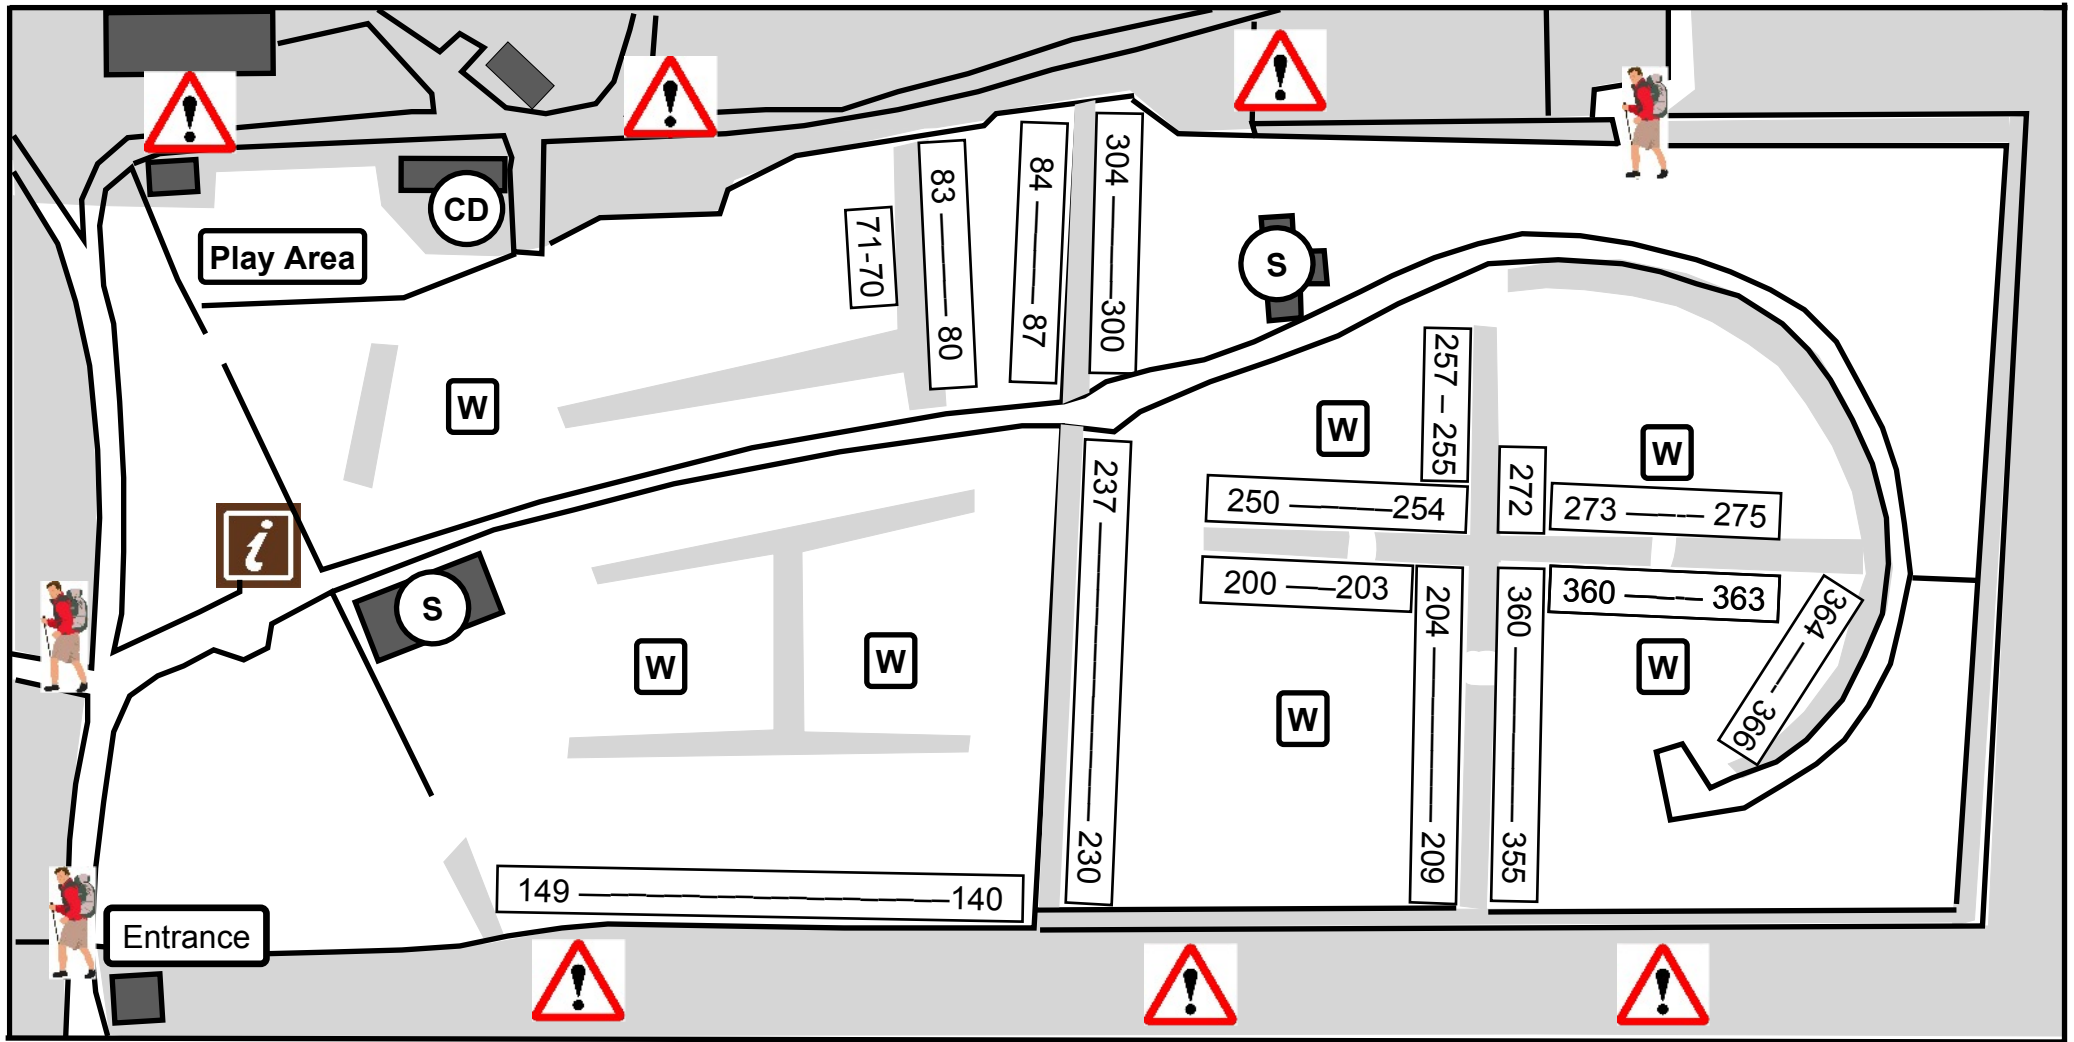 CD
Play Area
71-70
83 — 80
84 — 87
304 — 300
S
W
257 – 255
W
W
250 — 254
272
273 — 275
i
S
W
W
237 — 230
200 — 203
204 — 209
360 — 355
360 — 363
364 — 366
W
W
149 — 140
Entrance